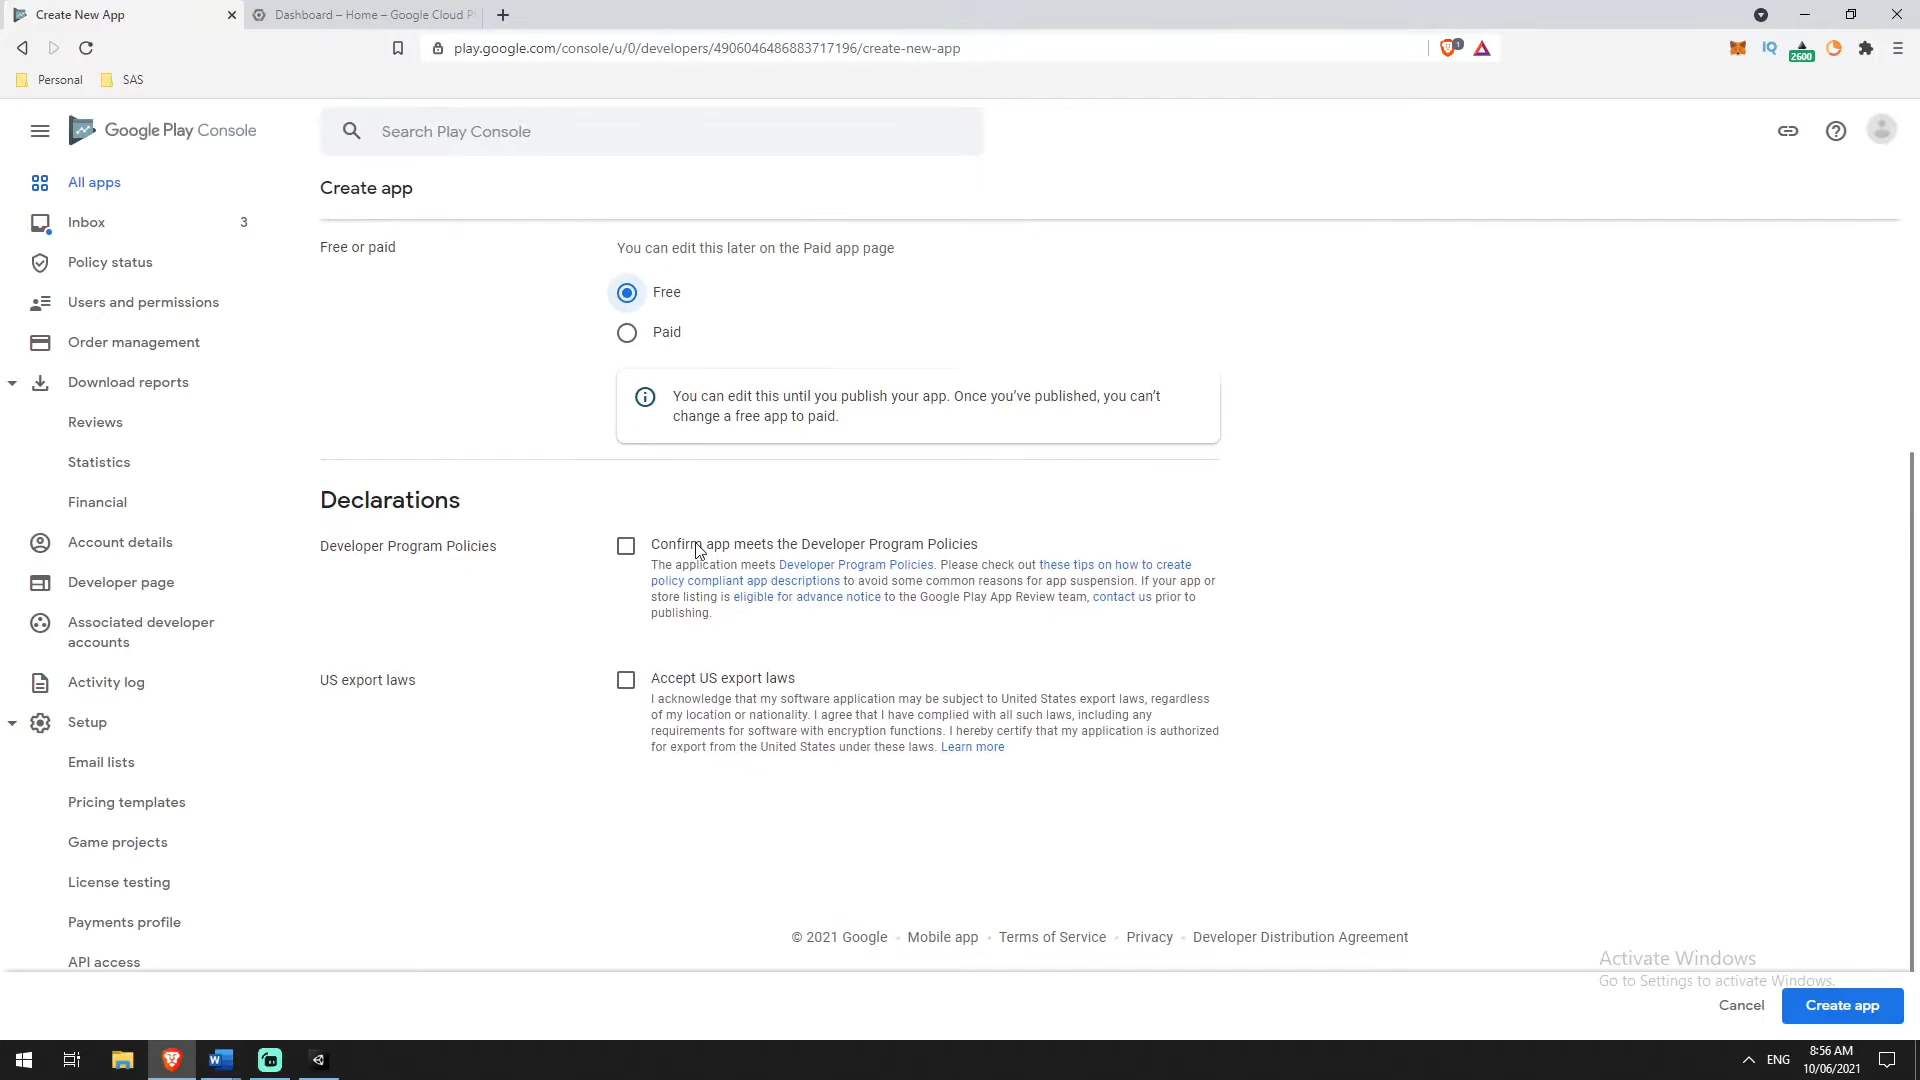 Create New App
Dashboard – Home – Google Cloud P
play.google.com/console/u/0/developers/4906046486883717196/create-new-app
1
IQ
2600
Personal
SAS
Google Play Console
Search Play Console
All apps
Inbox
3
Policy status
Users and permissions
Order management
Download reports
Reviews
Statistics
Financial
Account details
Developer page
Associated developer
accounts
Activity log
Setup
Email lists
Pricing templates
Game projects
License testing
Payments profile
API access
Create app
Free or paid
You can edit this later on the Paid app page
Free
Paid
You can edit this until you publish your app. Once you’ve published, you can’t
change a free app to paid.
Declarations
Developer Program Policies
Confirm app meets the Developer Program Policies
The application meets Developer Program Policies. Please check out these tips on how to create
policy compliant app descriptions to avoid some common reasons for app suspension. If your app or
store listing is eligible for advance notice to the Google Play App Review team, contact us prior to
publishing.
US export laws
Accept US export laws
I acknowledge that my software application may be subject to United States export laws, regardless
of my location or nationality. I agree that I have complied with all such laws, including any
requirements for software with encryption functions. I hereby certify that my application is authorized
for export from the United States under these laws. Learn more
© 2021 Google
Mobile app
Terms of Service
Privacy
Developer Distribution Agreement
Activate Windows
Go to Settings to activate Windows.
Cancel
Create app
W
ENG
8:56 AM
10/06/2021